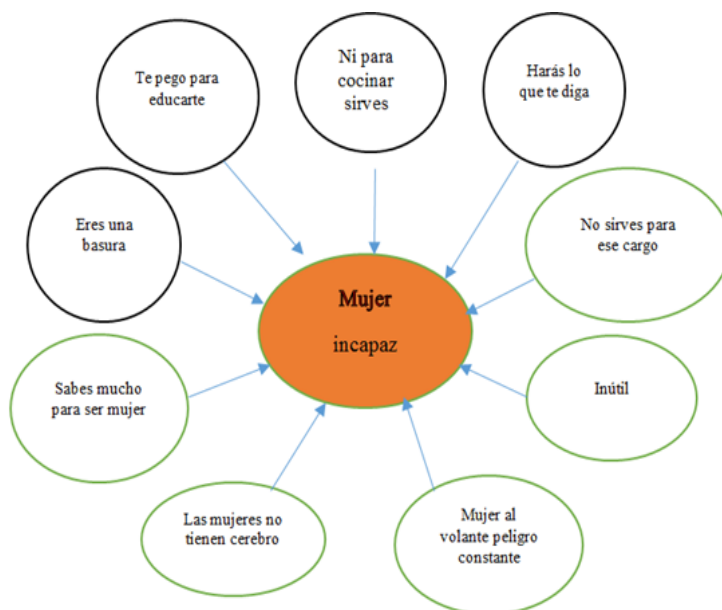 Te pego para
educarte
Ni para
cocinar
sirves
Harás lo
que te diga
Eres una
basura
No sirves para
ese cargo
Mujer
incapaz
Sabes mucho
para ser mujer
Inútil
Las mujeres no
tienen cerebro
Mujer al
volante peligro
constante